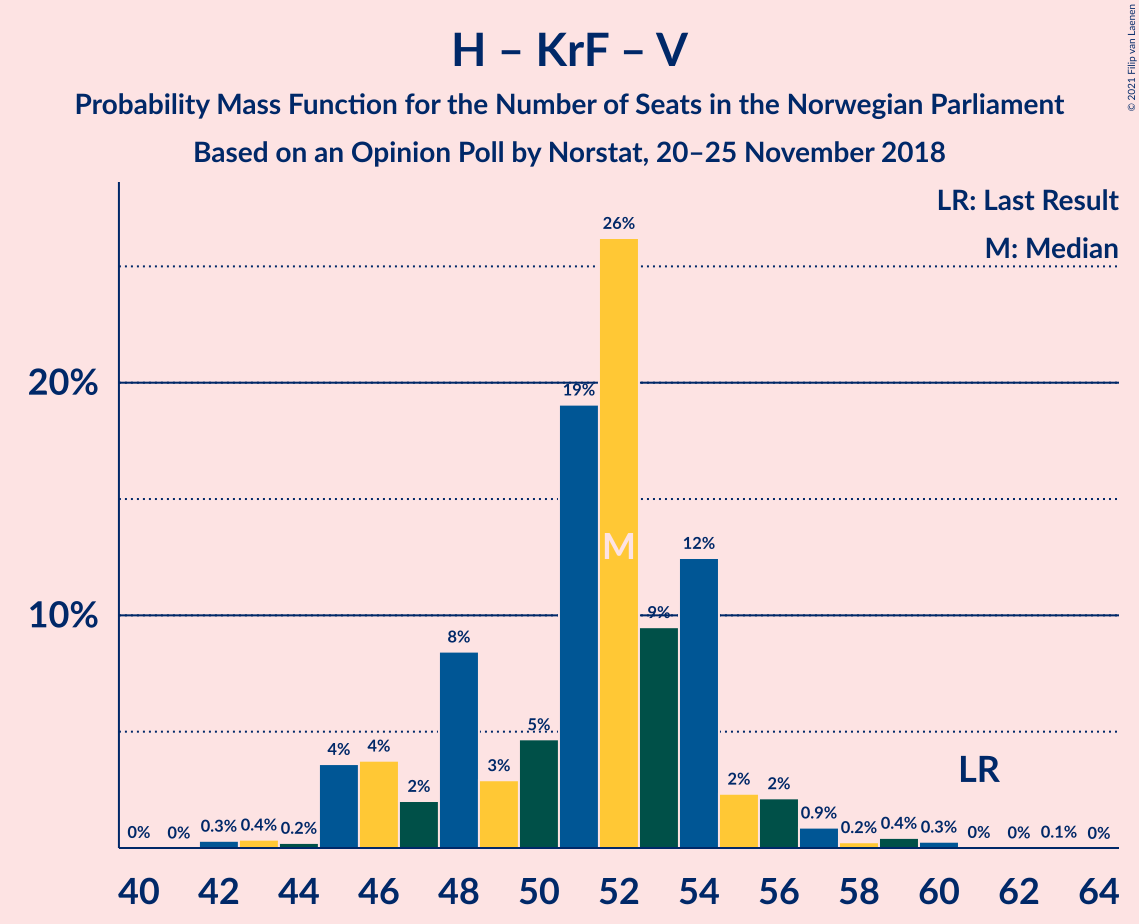 H – KrF – V
Probability Mass Function for the Number of Seats in the Norwegian Parliament
Based on an Opinion Poll by Norstat, 20–25 November 2018
© 2021 Filip van Laenen
LR: Last Result
M: Median
20%
10%
0% 0% 0.3% 0.4% 0.2% 4% 4% 2% 8% 3% 5% 19% 26% 9% 12% 2% 2% 0.9% 0.2% 0.4% 0.3% 0% 0% 0.1% 0%
M
LR
40 42 44 46 48 50 52 54 56 58 60 62 64